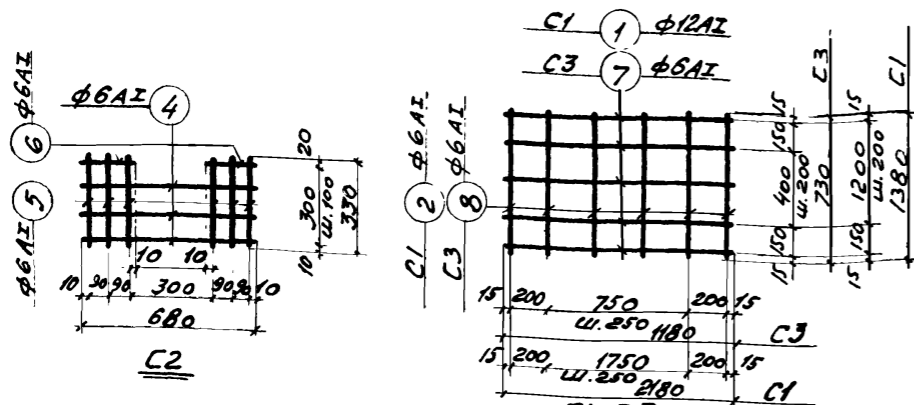 С1 1 ф12АI
С3 7 ф6АI
ф6АI 4
6 ф6АI
5 ф6АI
20
300
ш.100
330
10
10 10
10 90 90 300 90 90 10
680
С2
2 ф6АI С1
8 ф6АI С3
15 150 400 ш.200 150 15
730
С3
15 1200 ш.200 150 15
1380
С1
15 200 750 200 15
ш.250
1180 С3
15 200 1750 200 15
ш.250
2180 С1